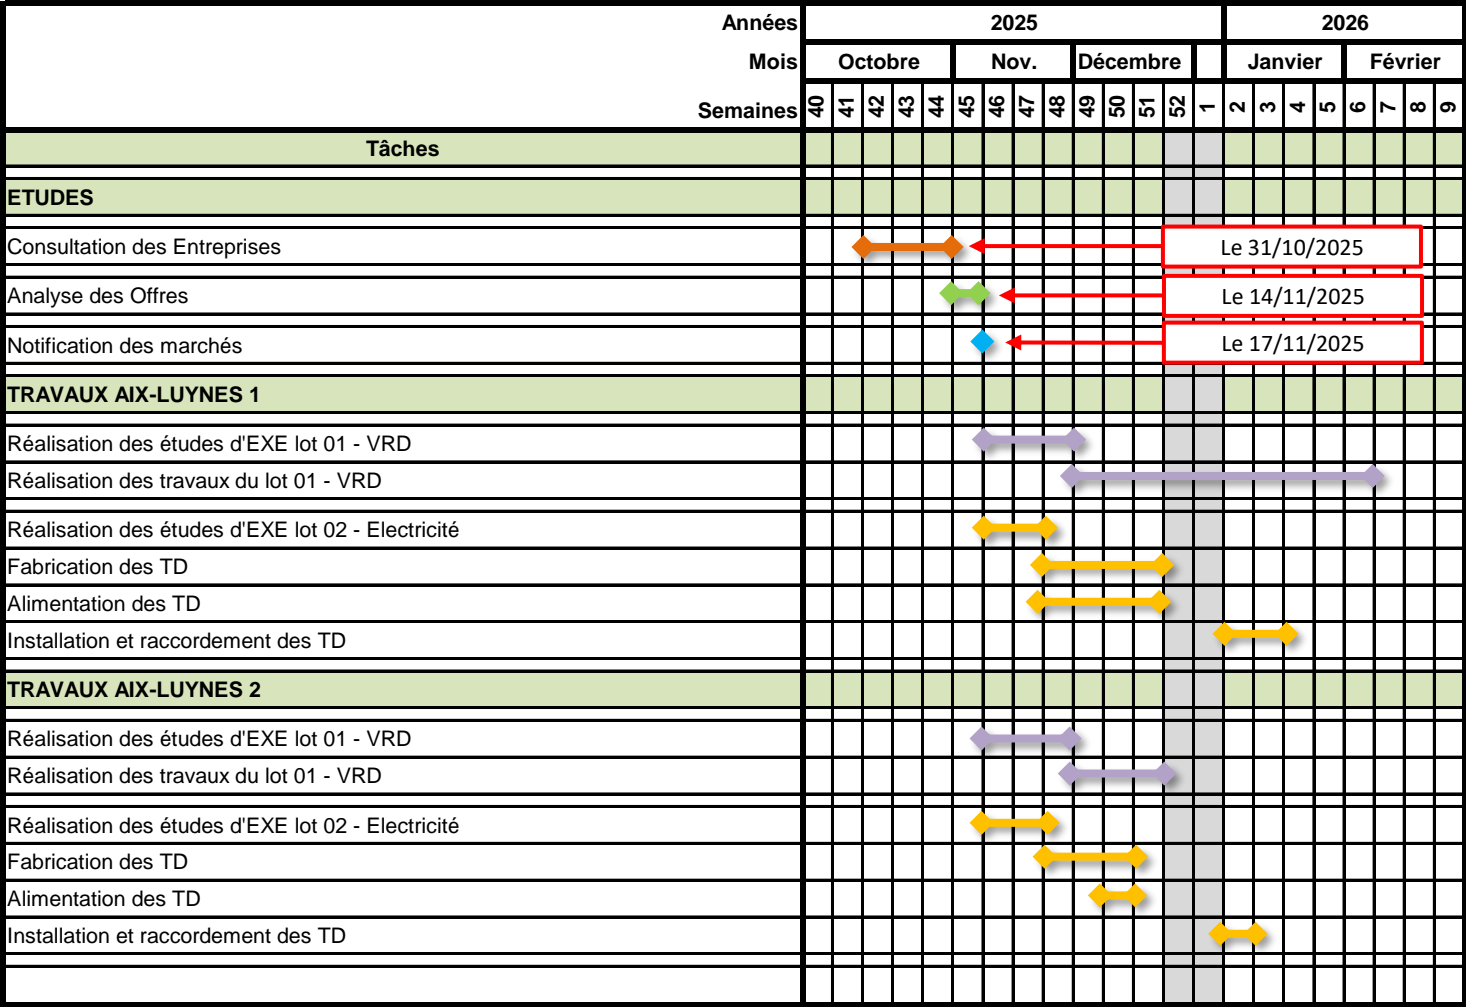 Années 2025 2026
Mois Octobre Nov. Décembre Janvier Février
Semaines 40 41 42 43 44 45 46 47 48 49 50 51 52 1 2 3 4 5 6 7 8 9
Tâches
ETUDES
Consultation des Entreprises Le 31/10/2025
Analyse des Offres Le 14/11/2025
Notification des marchés Le 17/11/2025
TRAVAUX AIX-LUYNES 1
Réalisation des études d'EXE lot 01 - VRD
Réalisation des travaux du lot 01 - VRD
Réalisation des études d'EXE lot 02 - Electricité
Fabrication des TD
Alimentation des TD
Installation et raccordement des TD
TRAVAUX AIX-LUYNES 2
Réalisation des études d'EXE lot 01 - VRD
Réalisation des travaux du lot 01 - VRD
Réalisation des études d'EXE lot 02 - Electricité
Fabrication des TD
Alimentation des TD
Installation et raccordement des TD